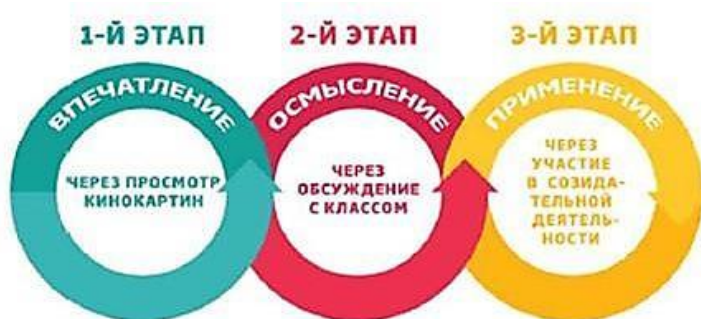 1-Й ЭТАП
ВПЕЧАТЛЕНИЕ
ЧЕРЕЗ ПРОСМОТР
КИНОКАРТИН
2-Й ЭТАП
ОСМЫСЛЕНИЕ
ЧЕРЕЗ
ОБСУЖДЕНИЕ
С КЛАССОМ
3-Й ЭТАП
ПРИМЕНЕНИЕ
ЧЕРЕЗ
УЧАСТИЕ
В СОЗИДА-
ТЕЛЬНОЙ
ДЕЯТЕЛЬ-
НОСТИ